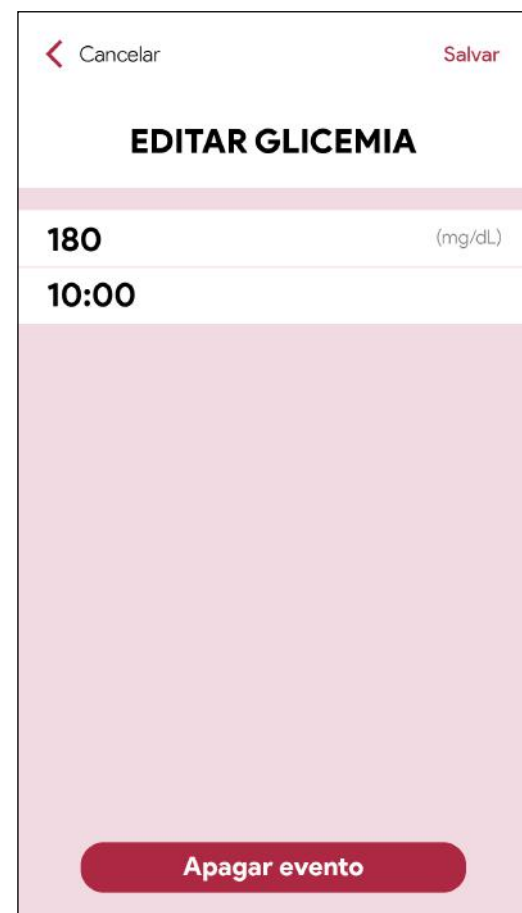 Cancelar Salvar
EDITAR GLICEMIA
180 (mg/dL)
10:00
Apagar evento